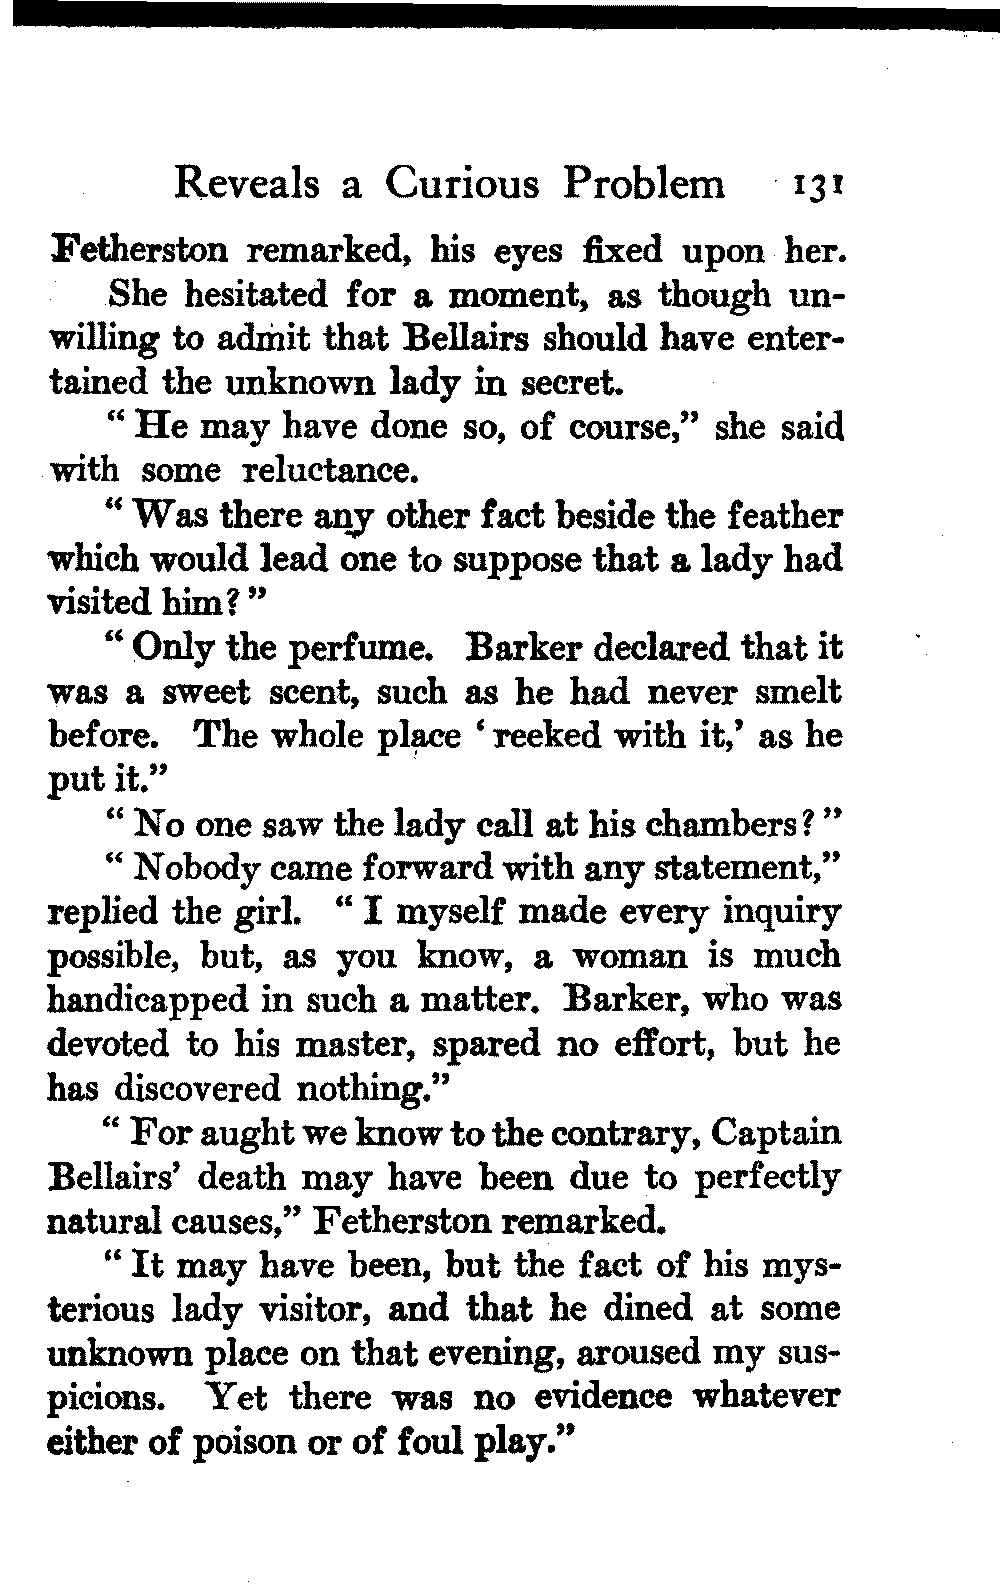 Reveals a Curious Problem 131
Fetherston remarked, his eyes fixed upon her.
She hesitated for a moment, as though un-
willing to admit that Bellairs should have enter-
tained the unknown lady in secret.
“He may have done so, of course,” she said
with some reluctance.
“Was there any other fact beside the feather
which would lead one to suppose that a lady had
visited him?”
“Only the perfume. Barker declared that it
was a sweet scent, such as he had never smelt
before. The whole place ‘reeked with it,’ as he
put it.”
“No one saw the lady call at his chambers?”
“Nobody came forward with any statement,”
replied the girl. “I myself made every inquiry
possible, but, as you know, a woman is much
handicapped in such a matter. Barker, who was
devoted to his master, spared no effort, but he
has discovered nothing.”
“For aught we know to the contrary, Captain
Bellairs’ death may have been due to perfectly
natural causes,” Fetherston remarked.
“It may have been, but the fact of his mys-
terious lady visitor, and that he dined at some
unknown place on that evening, aroused my sus-
picions. Yet there was no evidence whatever
either of poison or of foul play.”